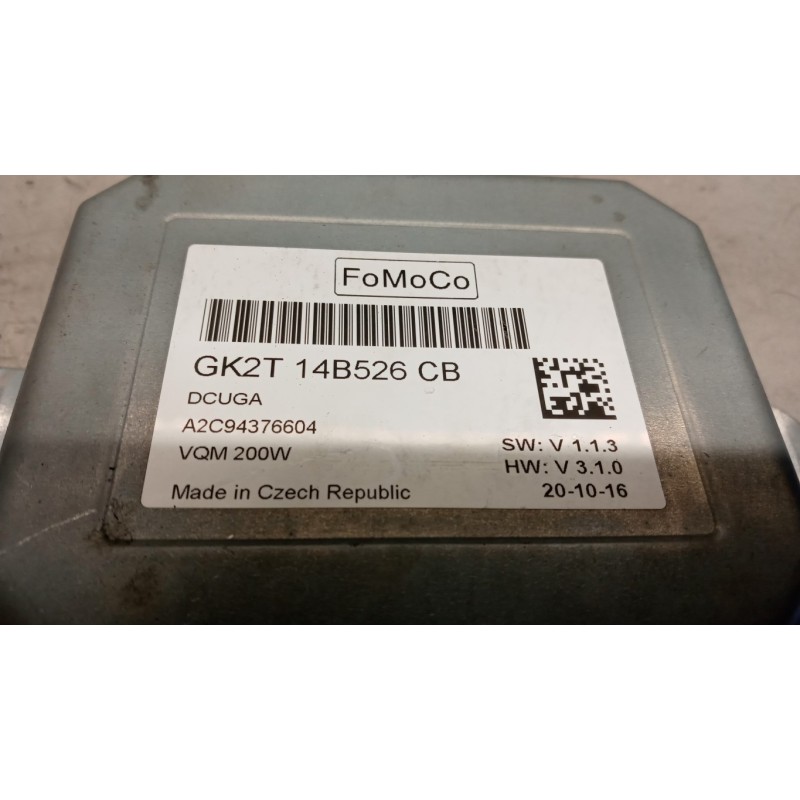 FoMoCo
GK2T 14B526 CB
DCUGA
A2C94376604
VQM 200W
SW: V 1.1.3
HW: V 3.1.0
Made in Czech Republic
20-10-16